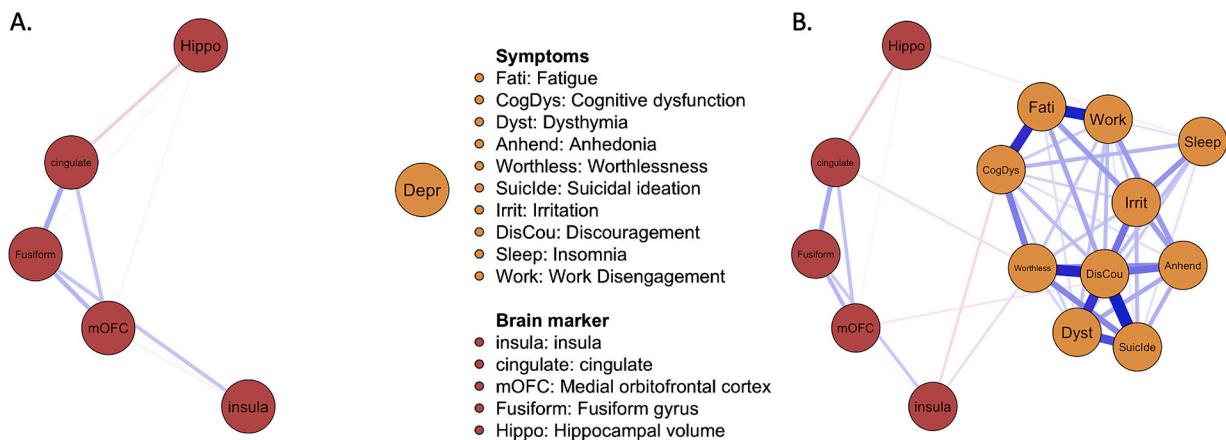 A.
Hippo
cingulate
Fusiform
mOFC
insula
Depr
Symptoms
Fati: Fatigue
CogDys: Cognitive dysfunction
Dyst: Dysthymia
Anhend: Anhedonia
Worthless: Worthlessness
SuicIde: Suicidal ideation
Irrit: Irritation
DisCou: Discouragement
Sleep: Insomnia
Work: Work Disengagement
Brain marker
insula: insula
cingulate: cingulate
mOFC: Medial orbitofrontal cortex
Fusiform: Fusiform gyrus
Hippo: Hippocampal volume
B.
Hippo
cingulate
Fusiform
mOFC
insula
Fati
Work
Sleep
CogDys
Irrit
Worthless
DisCou
Anhend
Dyst
SuicIde